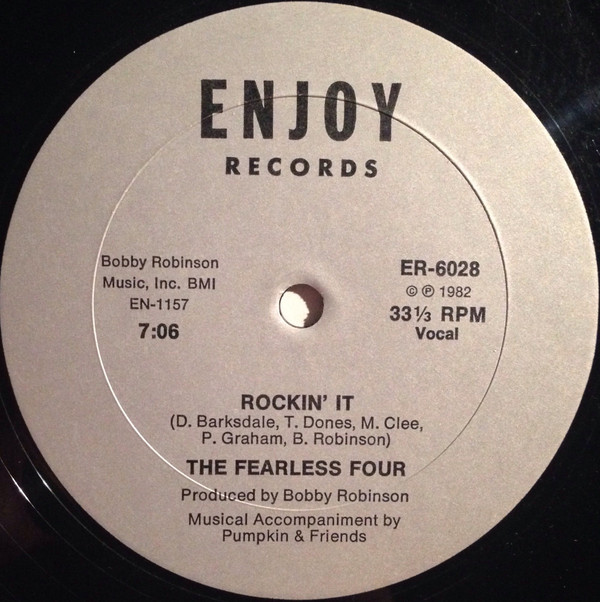 ENJOY
RECORDS
Bobby Robinson
Music, Inc. BMI
EN-1157
7:06
ER-6028
© ℗ 1982
33⅓ RPM
Vocal
ROCKIN' IT
(D. Barksdale, T. Dones, M. Clee,
P. Graham, B. Robinson)
THE FEARLESS FOUR
Produced by Bobby Robinson
Musical Accompaniment by
Pumpkin & Friends